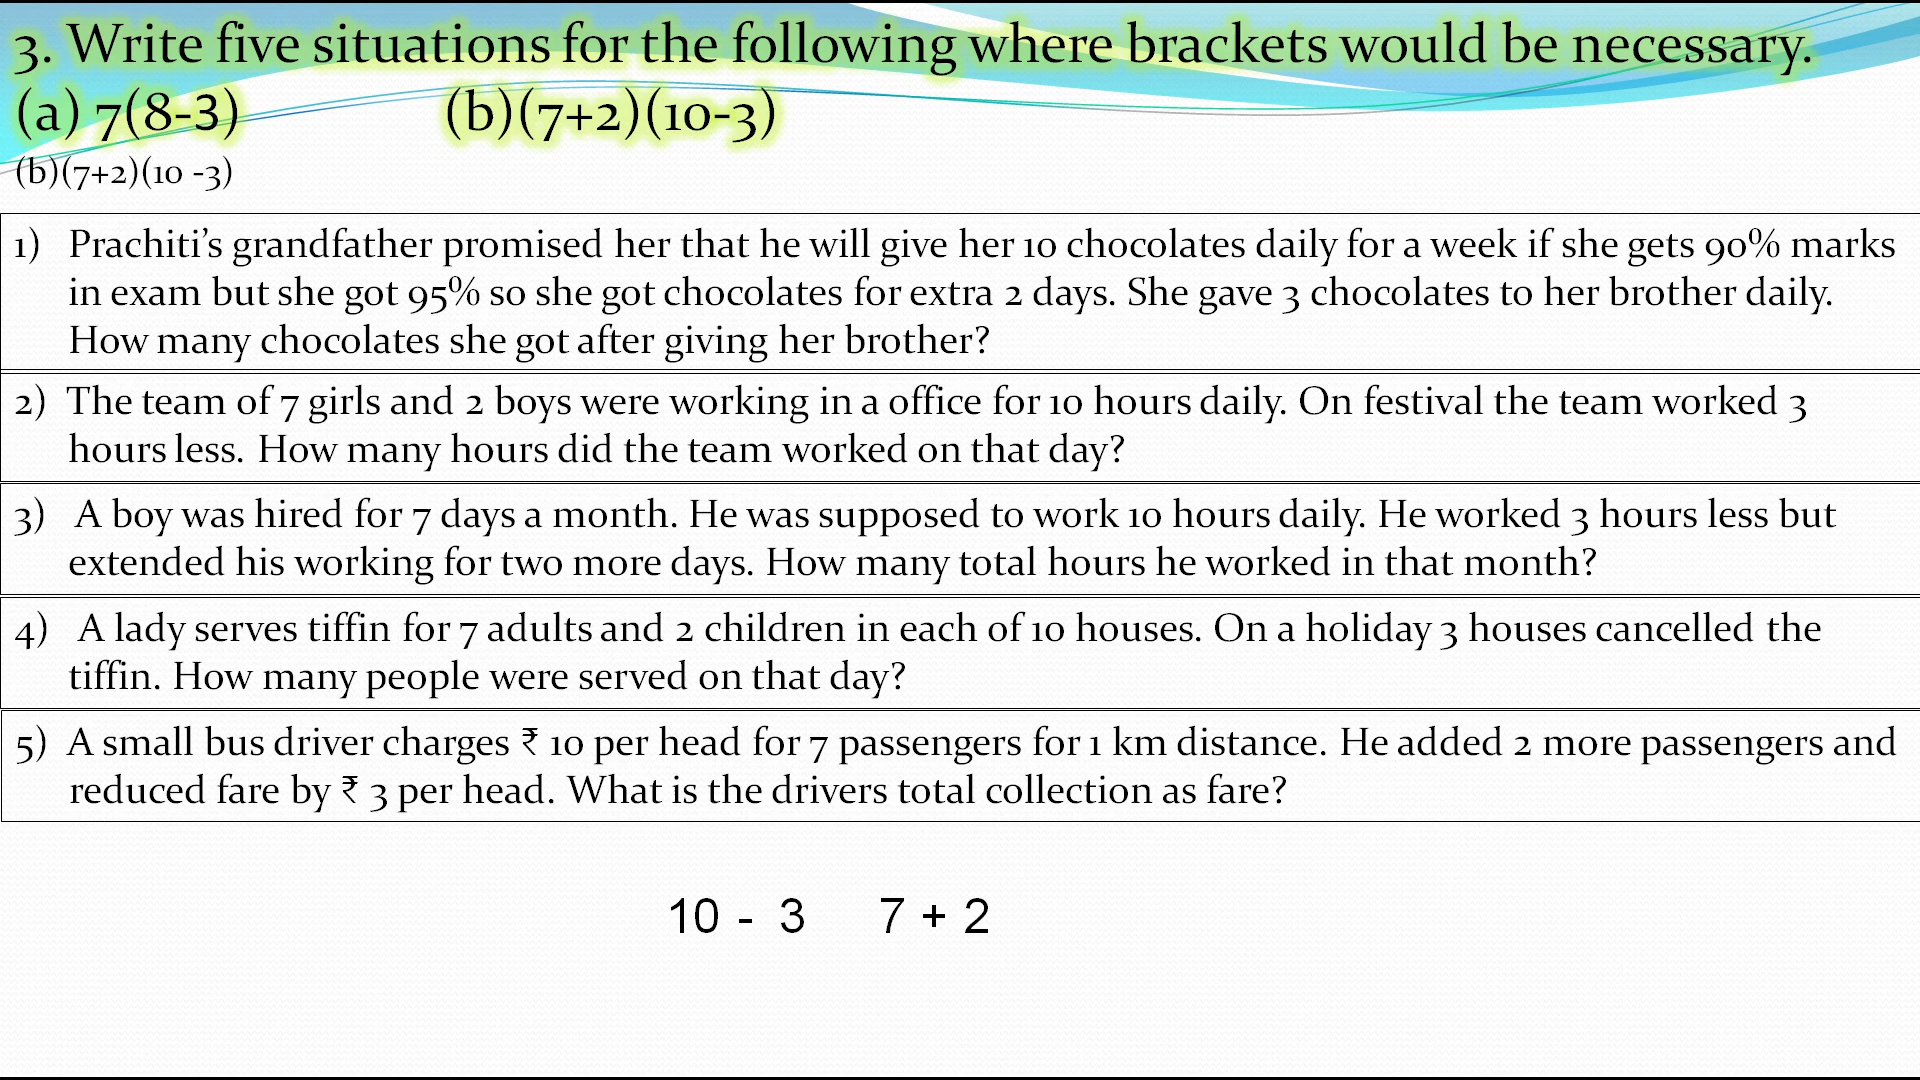 3. Write five situations for the following where brackets would be necessary.
(a) 7(8-3) (b)(7+2)(10-3)
(b)(7+2)(10 -3)
1) Prachiti’s grandfather promised her that he will give her 10 chocolates daily for a week if she gets 90% marks
in exam but she got 95% so she got chocolates for extra 2 days. She gave 3 chocolates to her brother daily.
How many chocolates she got after giving her brother?
2) The team of 7 girls and 2 boys were working in a office for 10 hours daily. On festival the team worked 3
hours less. How many hours did the team worked on that day?
3) A boy was hired for 7 days a month. He was supposed to work 10 hours daily. He worked 3 hours less but
extended his working for two more days. How many total hours he worked in that month?
4) A lady serves tiffin for 7 adults and 2 children in each of 10 houses. On a holiday 3 houses cancelled the
tiffin. How many people were served on that day?
5) A small bus driver charges ₹ 10 per head for 7 passengers for 1 km distance. He added 2 more passengers and
reduced fare by ₹ 3 per head. What is the drivers total collection as fare?
10 - 3 7 + 2